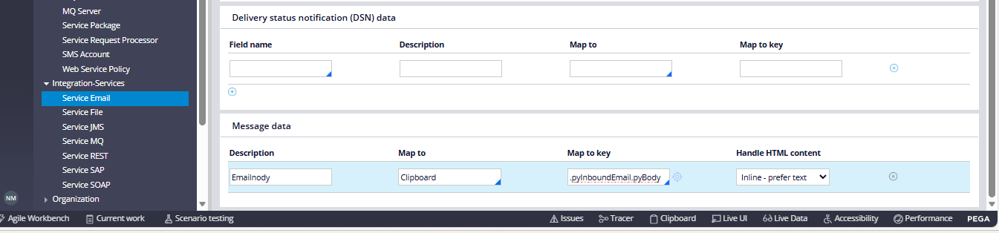 MQ Server
Service Package
Service Request Processor
SMS Account
Web Service Policy
Integration-Services
Service Email
Service File
Service JMS
Service MQ
Service REST
Service SAP
Service SOAP
Organization
NM
Delivery status notification (DSN) data
Field name Description Map to Map to key
Message data
Description Map to Map to key Handle HTML content
Emailnody Clipboard .pyInboundEmail.pyBody Inline - prefer text
Agile Workbench Current work Scenario testing Issues Tracer Clipboard Live UI Live Data Accessibility Performance PEGA